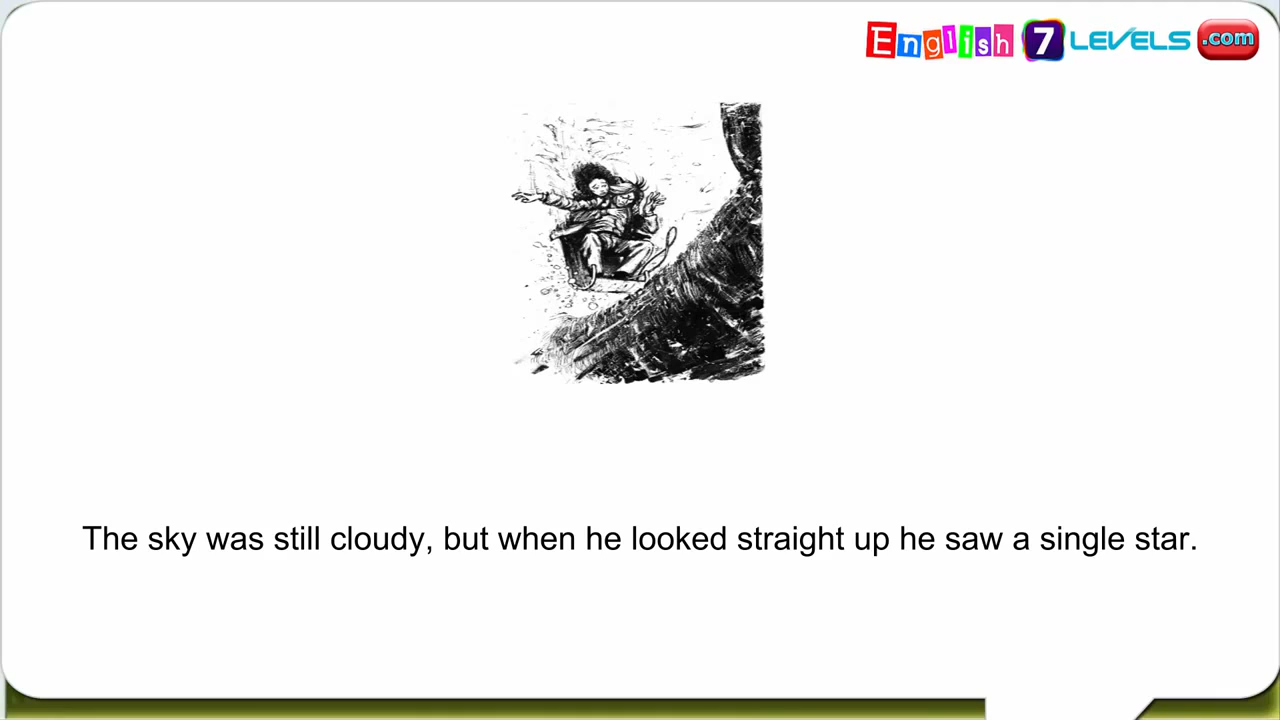 English 7 LEVELS .com
The sky was still cloudy, but when he looked straight up he saw a single star.